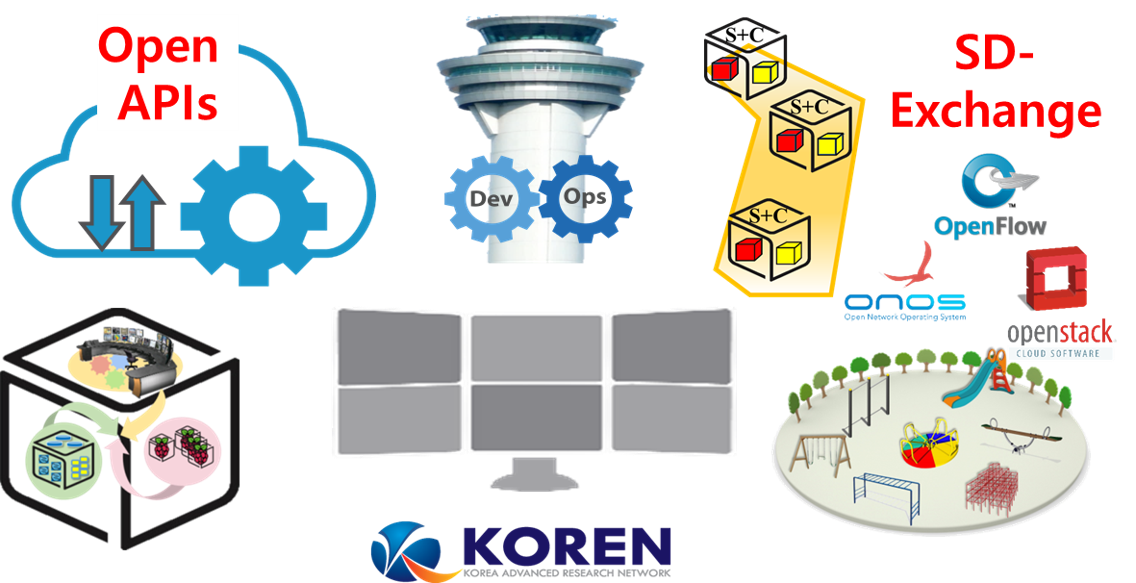 Open
APIs
Dev
Ops
S+C
S+C
S+C
SD-
Exchange
TM
OpenFlow
onos
Open Network Operating System
openstack
CLOUD SOFTWARE
KOREN
KOREA ADVANCED RESEARCH NETWORK